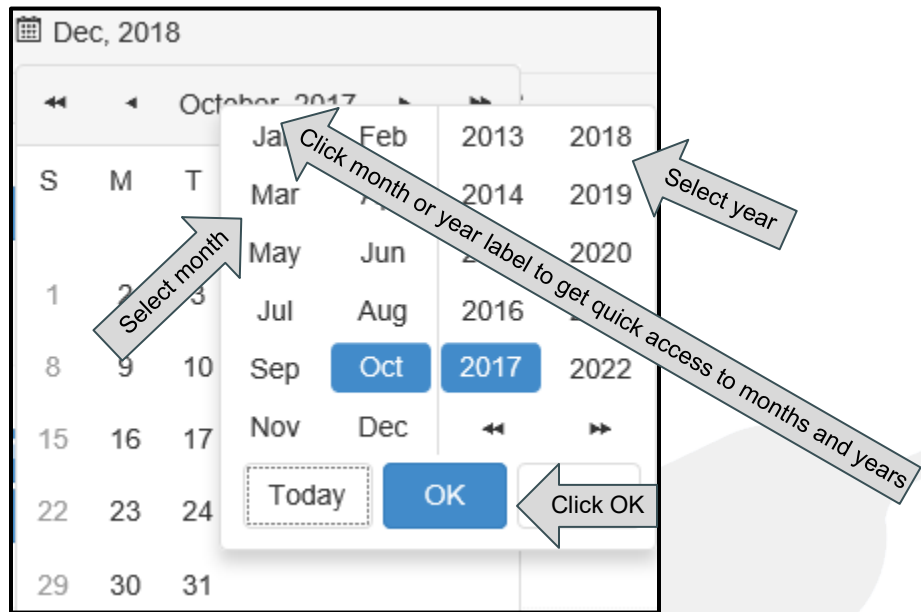 Dec, 2018
October, 2017
S M T
1 2 3
8 9 10
15 16 17
22 23 24
29 30 31
Jan Feb 2013 2018
Mar 2014 2019
May Jun 2020
Jul Aug 2016
Sep Oct 2017 2022
Nov Dec
Today OK
Click month or year label to get quick access to months and years
Select year
Select month
Click OK